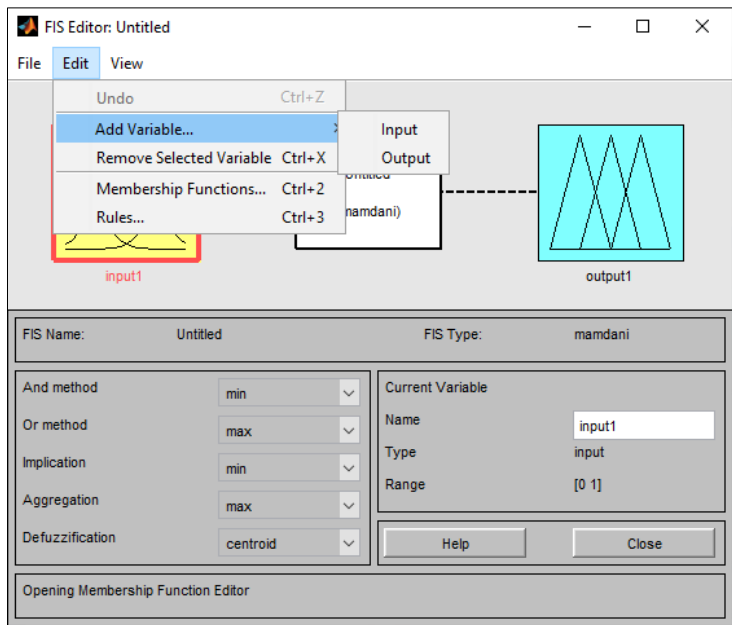 FIS Editor: Untitled
File Edit View
Undo Ctrl+Z
Add Variable...
Remove Selected Variable Ctrl+X
Membership Functions... Ctrl+2
Rules... Ctrl+3
Input
Output
(mamdani)
input1
output1
FIS Name: Untitled
FIS Type: mamdani
And method min
Or method max
Implication min
Aggregation max
Defuzzification centroid
Current Variable
Name input1
Type input
Range [0 1]
Help Close
Opening Membership Function Editor